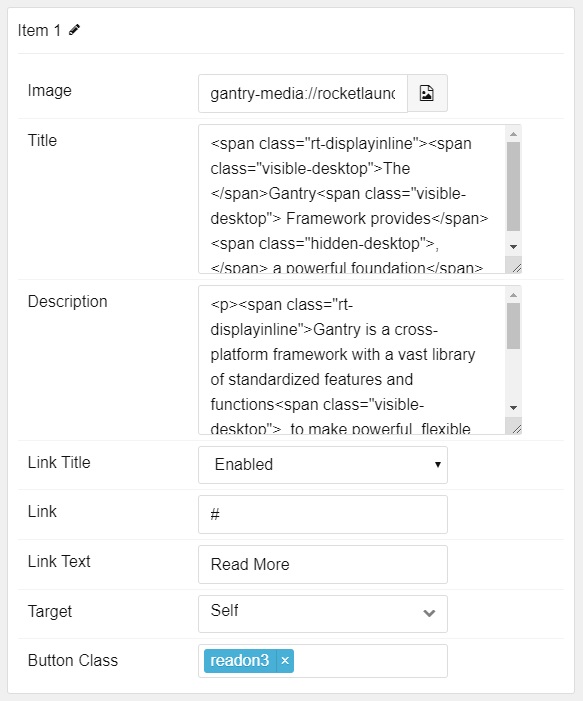 Item 1
Image
gantry-media://rocketlaunc
Title
<span class="rt-displayinline"><span
class="visible-desktop">The
</span>Gantry<span class="visible-
desktop"> Framework provides</span>
<span class="hidden-desktop">,
</span> a powerful foundation</span>
Description
<p><span class="rt-
displayinline">Gantry is a cross-
platform framework with a vast library
of standardized features and
functions<span class="visible-
desktop">, to make powerful, flexible
Link Title
Enabled
Link
#
Link Text
Read More
Target
Self
Button Class
readon3 ×